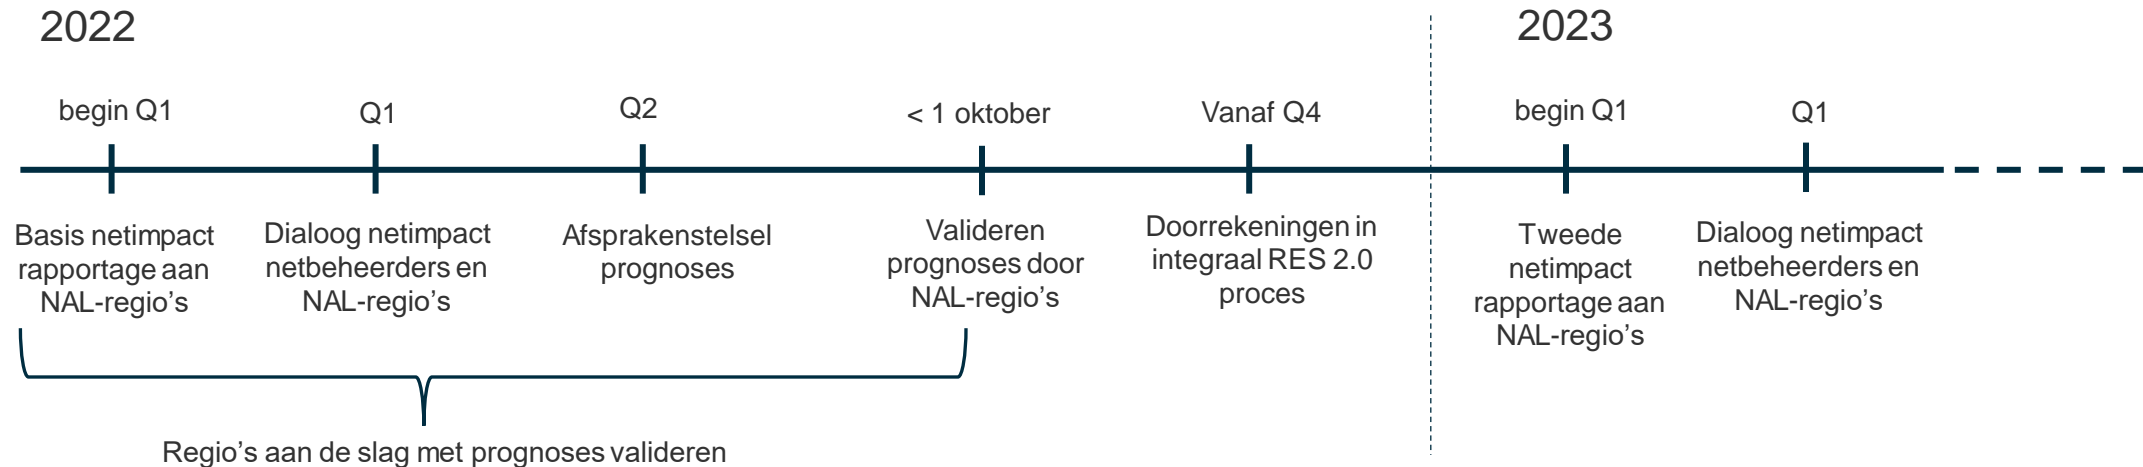 2022
2023
begin Q1
Q1
Q2
< 1 oktober
Vanaf Q4
begin Q1
Q1
Basis netimpact
rapportage aan
NAL-regio’s
Dialoog netimpact
netbeheerders en
NAL-regio’s
Afsprakenstelsel
prognoses
Valideren
prognoses door
NAL-regio’s
Doorrekeningen in
integraal RES 2.0
proces
Tweede
netimpact
rapportage aan
NAL-regio’s
Dialoog netimpact
netbeheerders en
NAL-regio’s
Regio’s aan de slag met prognoses valideren